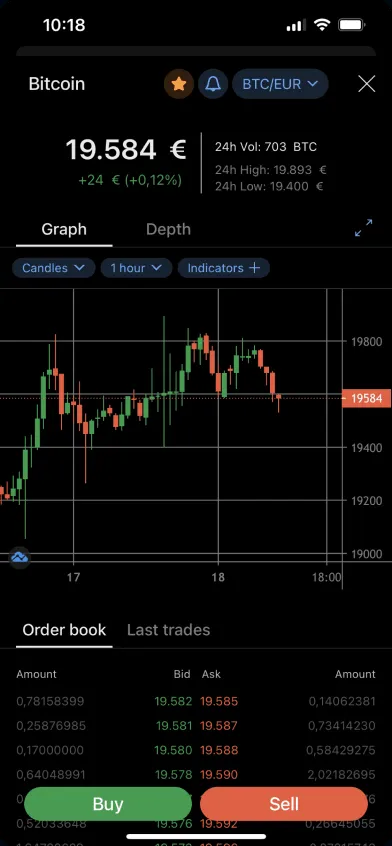 10:18
Bitcoin BTC/EUR
19.584 €
+24 € (+0,12%)
24h Vol: 703 BTC
24h High: 19.893 €
24h Low: 19.400 €
Graph Depth
Candles 1 hour Indicators
19800
19584
19400
19200
19000
17 18 18:00
Order book Last trades
Amount Bid Ask Amount
0,78158399 19.582 19.585 0,14062381
0,25876985 19.581 19.587 0,73414230
0,17000000 19.580 19.588 0,58429275
0,64048991 19.578 19.590 2,02182695
Buy Sell
0,52033648 19.576 19.592 0,26645055